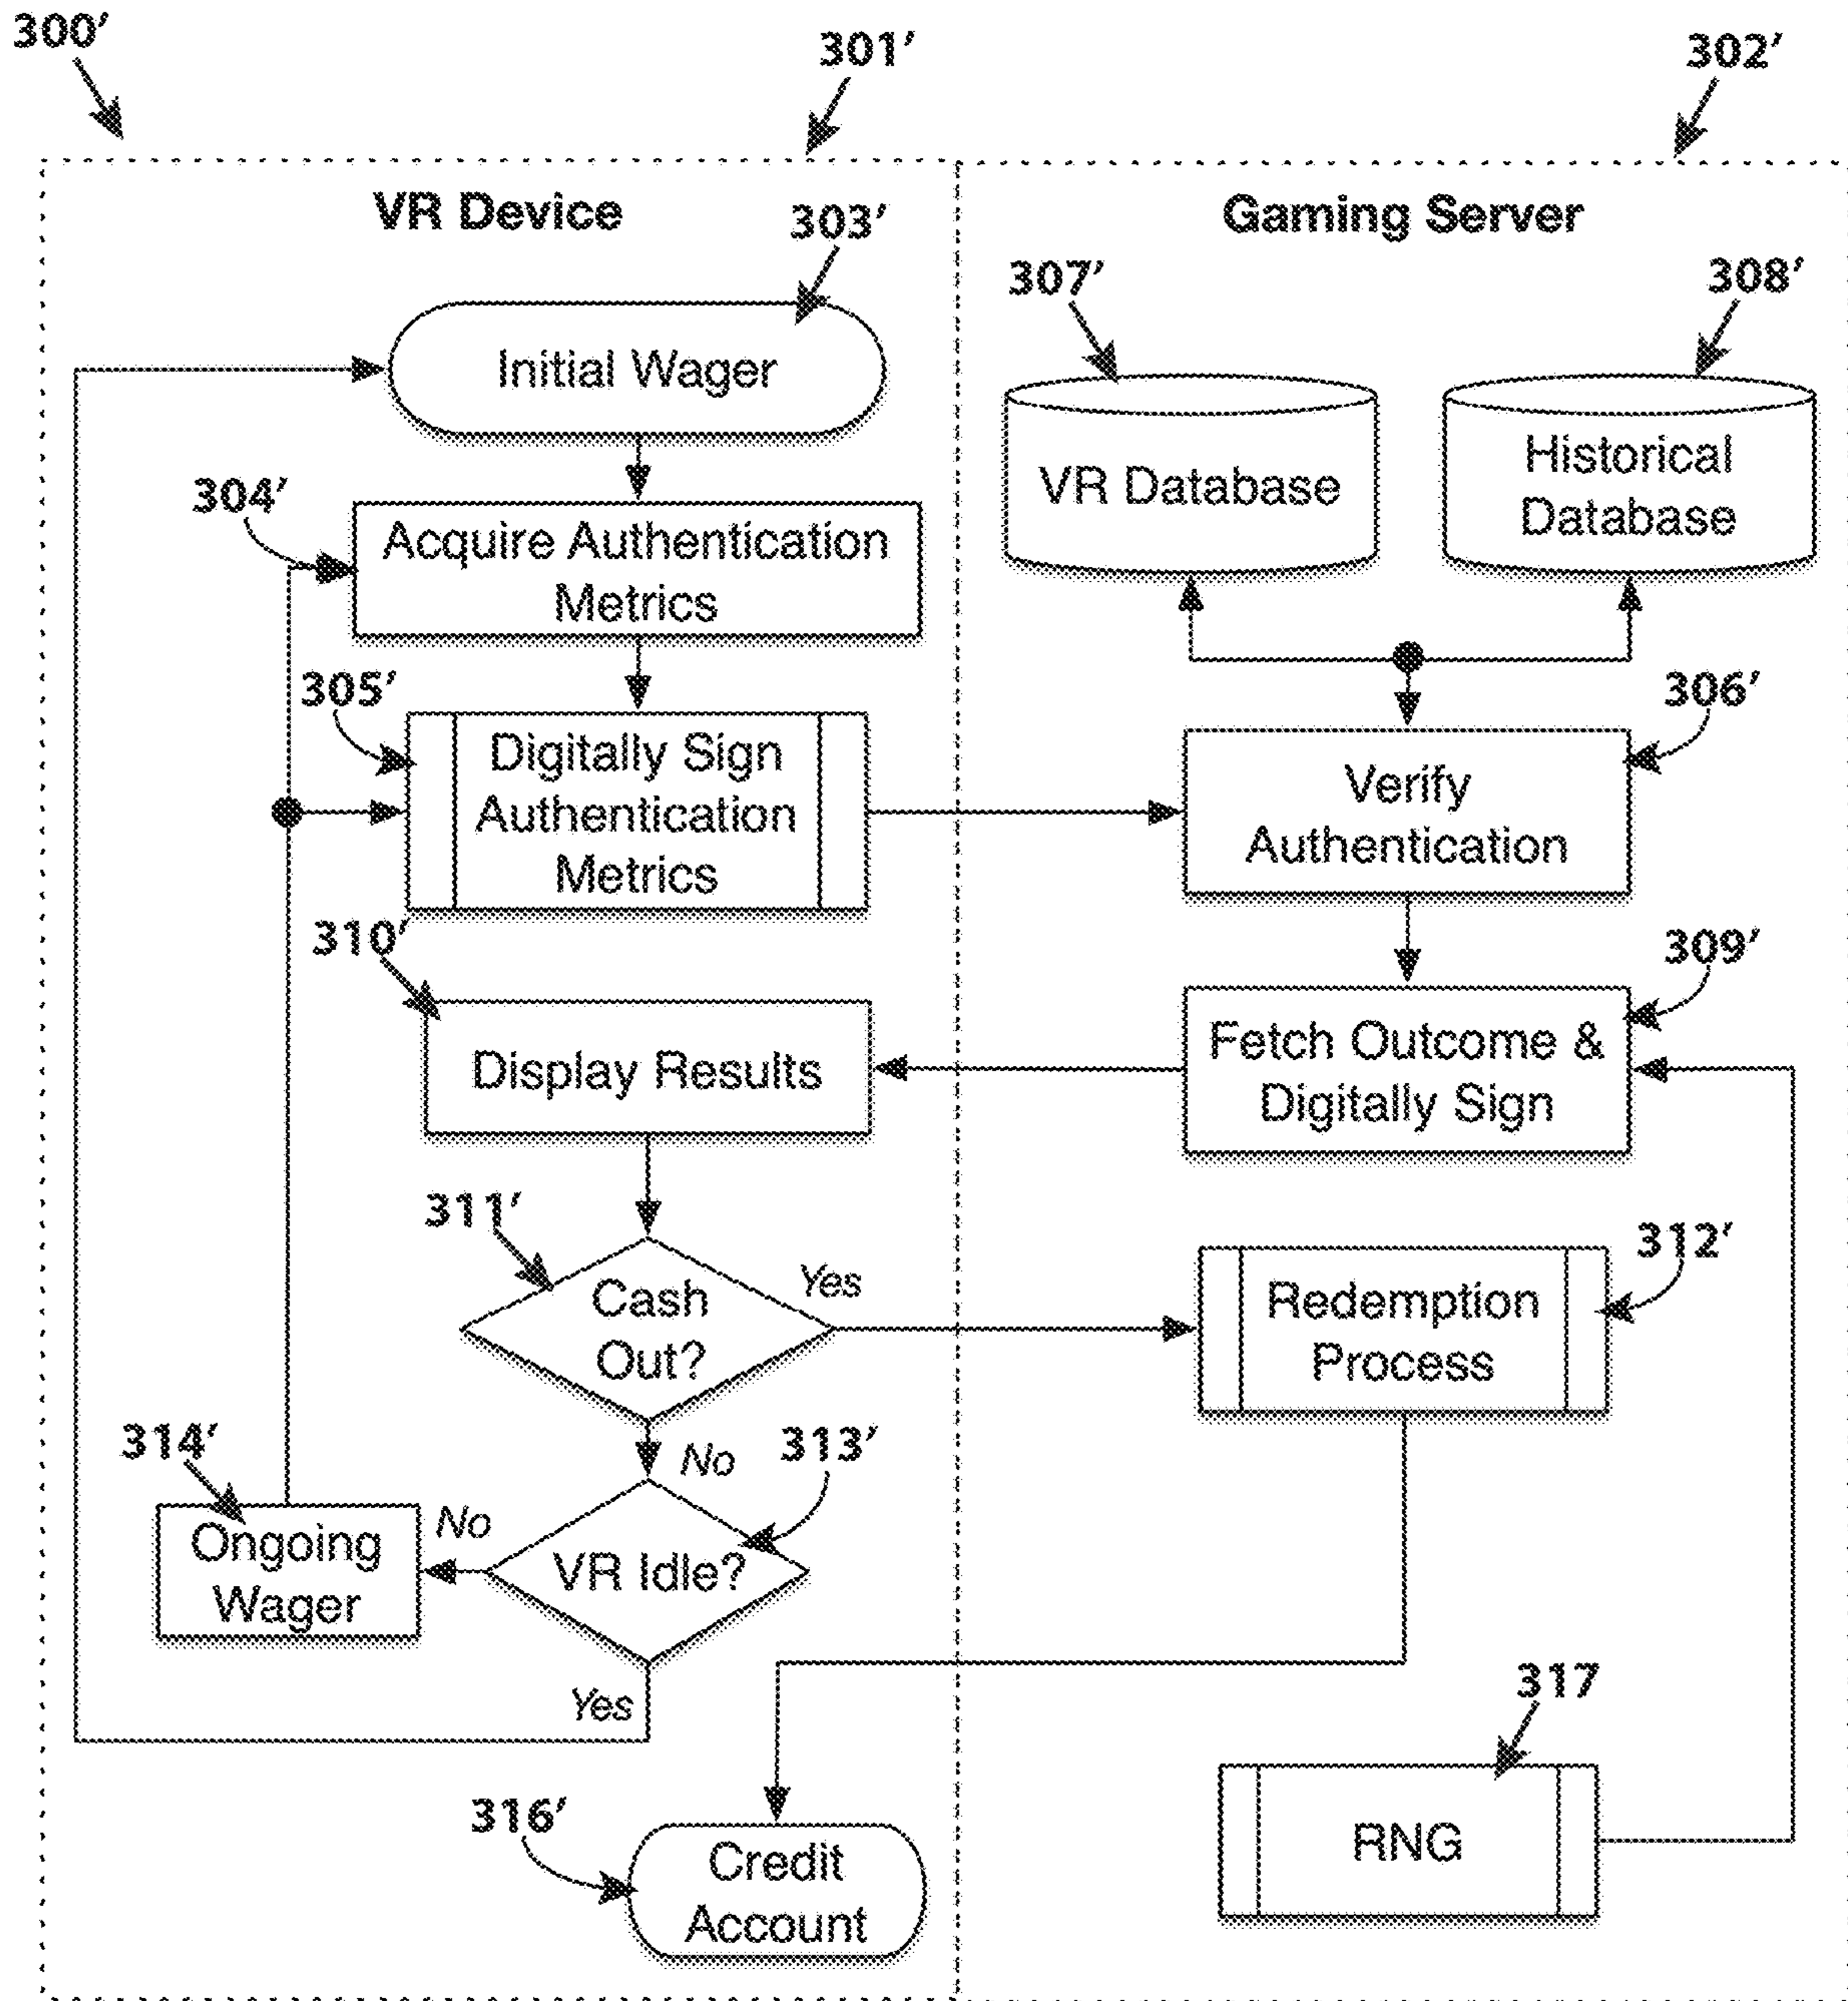 300′
301′
302′
VR Device
303′
Initial Wager
304′
Acquire Authentication
Metrics
305′
Digitally Sign
Authentication
Metrics
310′
Display Results
311′
Cash
Out?
Yes
No
313′
VR Idle?
No
Yes
314′
Ongoing
Wager
316′
Credit
Account
Gaming Server
307′
VR Database
308′
Historical
Database
306′
Verify
Authentication
309′
Fetch Outcome &
Digitally Sign
312′
Redemption
Process
317
RNG